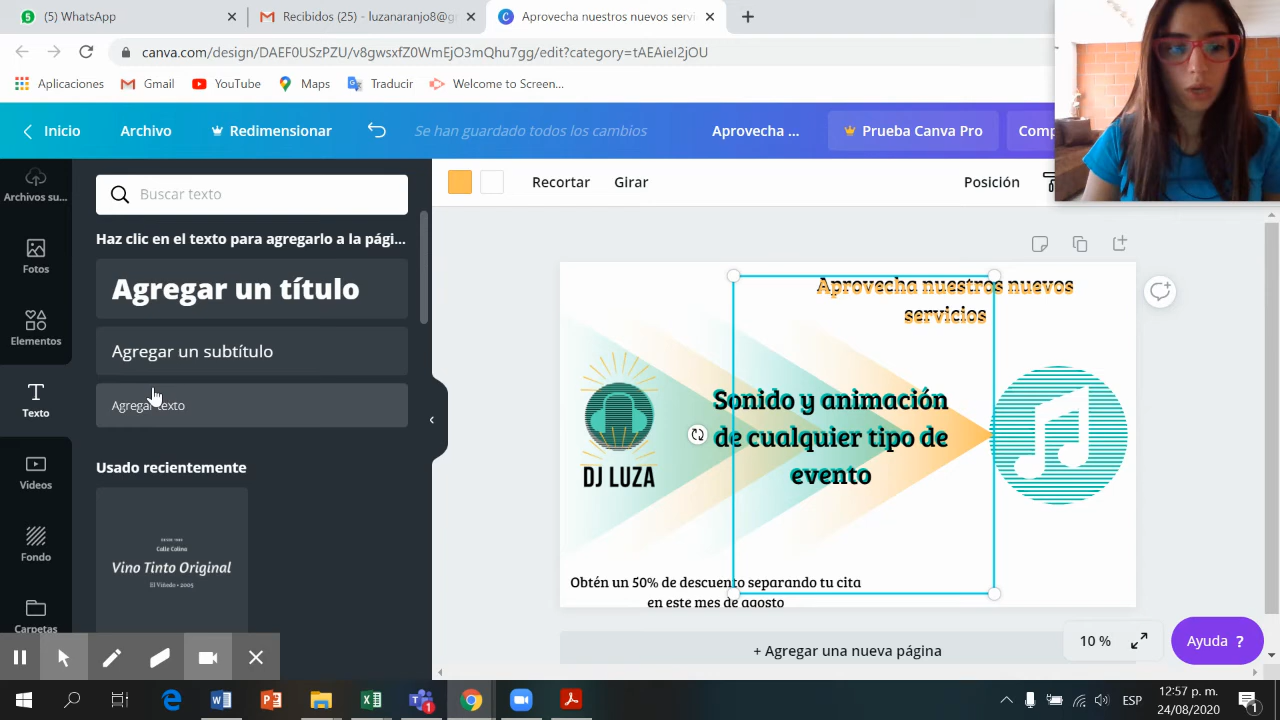 (5) WhatsApp
Recibidos (25) - luzanaranjo8@g
Aprovecha nuestros nuevos servi
canva.com/design/DAEF0USzPZU/v8gwsxfZ0WmEjO3mQhu7gg/edit?category=tAEAieI2jOU
Aplicaciones
Gmail
YouTube
Maps
Traducir
Welcome to Screen...
Inicio
Archivo
Redimensionar
Se han guardado todos los cambios
Aprovecha ...
Prueba Canva Pro
Comp
Archivos su...
Fotos
Elementos
Texto
Videos
Fondo
Carpetas
Buscar texto
Haz clic en el texto para agregarlo a la pági...
Agregar un título
Agregar un subtítulo
Agregar texto
Usado recientemente
Calle Colina
Vino Tinto Original
El Viñedo • 2005
Recortar
Girar
Posición
Aprovecha nuestros nuevos
servicios
Sonido y animación
de cualquier tipo de
evento
DJ LUZA
Obtén un 50% de descuento separando tu cita
en este mes de agosto
+ Agregar una nueva página
10 %
Ayuda ?
ESP
12:57 p. m.
24/08/2020